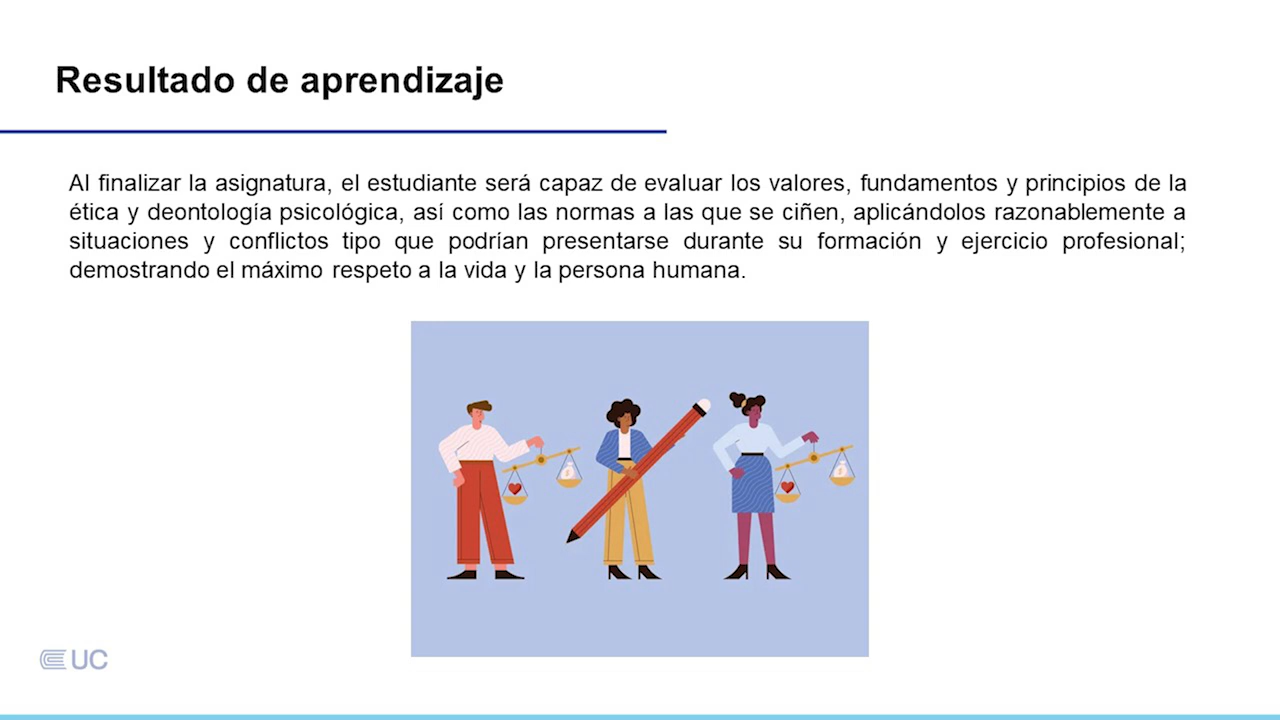 Resultado de aprendizaje
Al finalizar la asignatura, el estudiante será capaz de evaluar los valores, fundamentos y principios de la
ética y deontología psicológica, así como las normas a las que se ciñen, aplicándolos razonablemente a
situaciones y conflictos tipo que podrían presentarse durante su formación y ejercicio profesional;
demostrando el máximo respeto a la vida y la persona humana.
UC